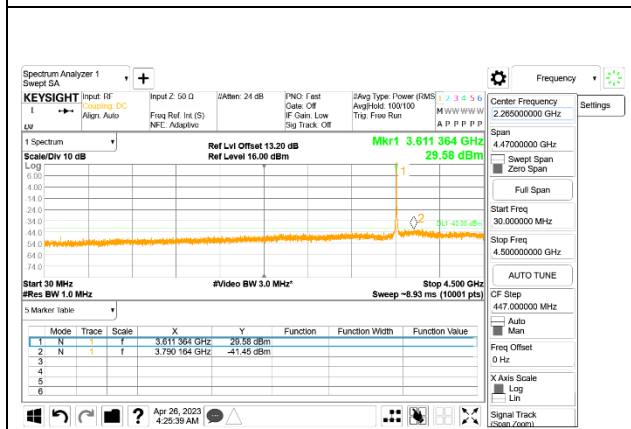 Spectrum Analyzer 1
Swept SA
+
Frequency
KEYSIGHT Input: RF Input Z: 50 Ω #Atten: 24 dB PNO: Fast #Avg Type: Power (RMS 1 2 3 4 5 6
Coupling: DC Gate: Off Avg|Hold: 100/100 M W W W W W
Align: Auto Freq Ref: Int (S) IF Gain: Low Trig: Free Run
NFE: Adaptive Sig Track: Off A P P P P P
1 Spectrum
Scale/Div 10 dB
Ref Lvl Offset 13.20 dB
Ref Level 16.00 dBm
Mkr1 3.611 364 GHz
29.58 dBm
Log
6.00
-4.00
-14.0
-24.0
-34.0
-44.0
-54.0
-64.0
-74.0
1
2
DL1 -40.00 dBm
Start 30 MHz #Video BW 3.0 MHz* Stop 4.500 GHz
#Res BW 1.0 MHz Sweep ~8.93 ms (10001 pts)
5 Marker Table
Mode Trace Scale X Y Function Function Width Function Value
1 N 1 f 3.611 364 GHz 29.58 dBm
2 N 1 f 3.790 164 GHz -41.45 dBm
3
4
5
6
Apr 26, 2023
4:25:39 AM
Center Frequency
2.265000000 GHz
Settings
Span
4.47000000 GHz
Swept Span
Zero Span
Full Span
Start Freq
30.000000 MHz
Stop Freq
4.500000000 GHz
AUTO TUNE
CF Step
447.000000 MHz
Auto
Man
Freq Offset
0 Hz
X Axis Scale
Log
Lin
Signal Track
(Span Zoom)